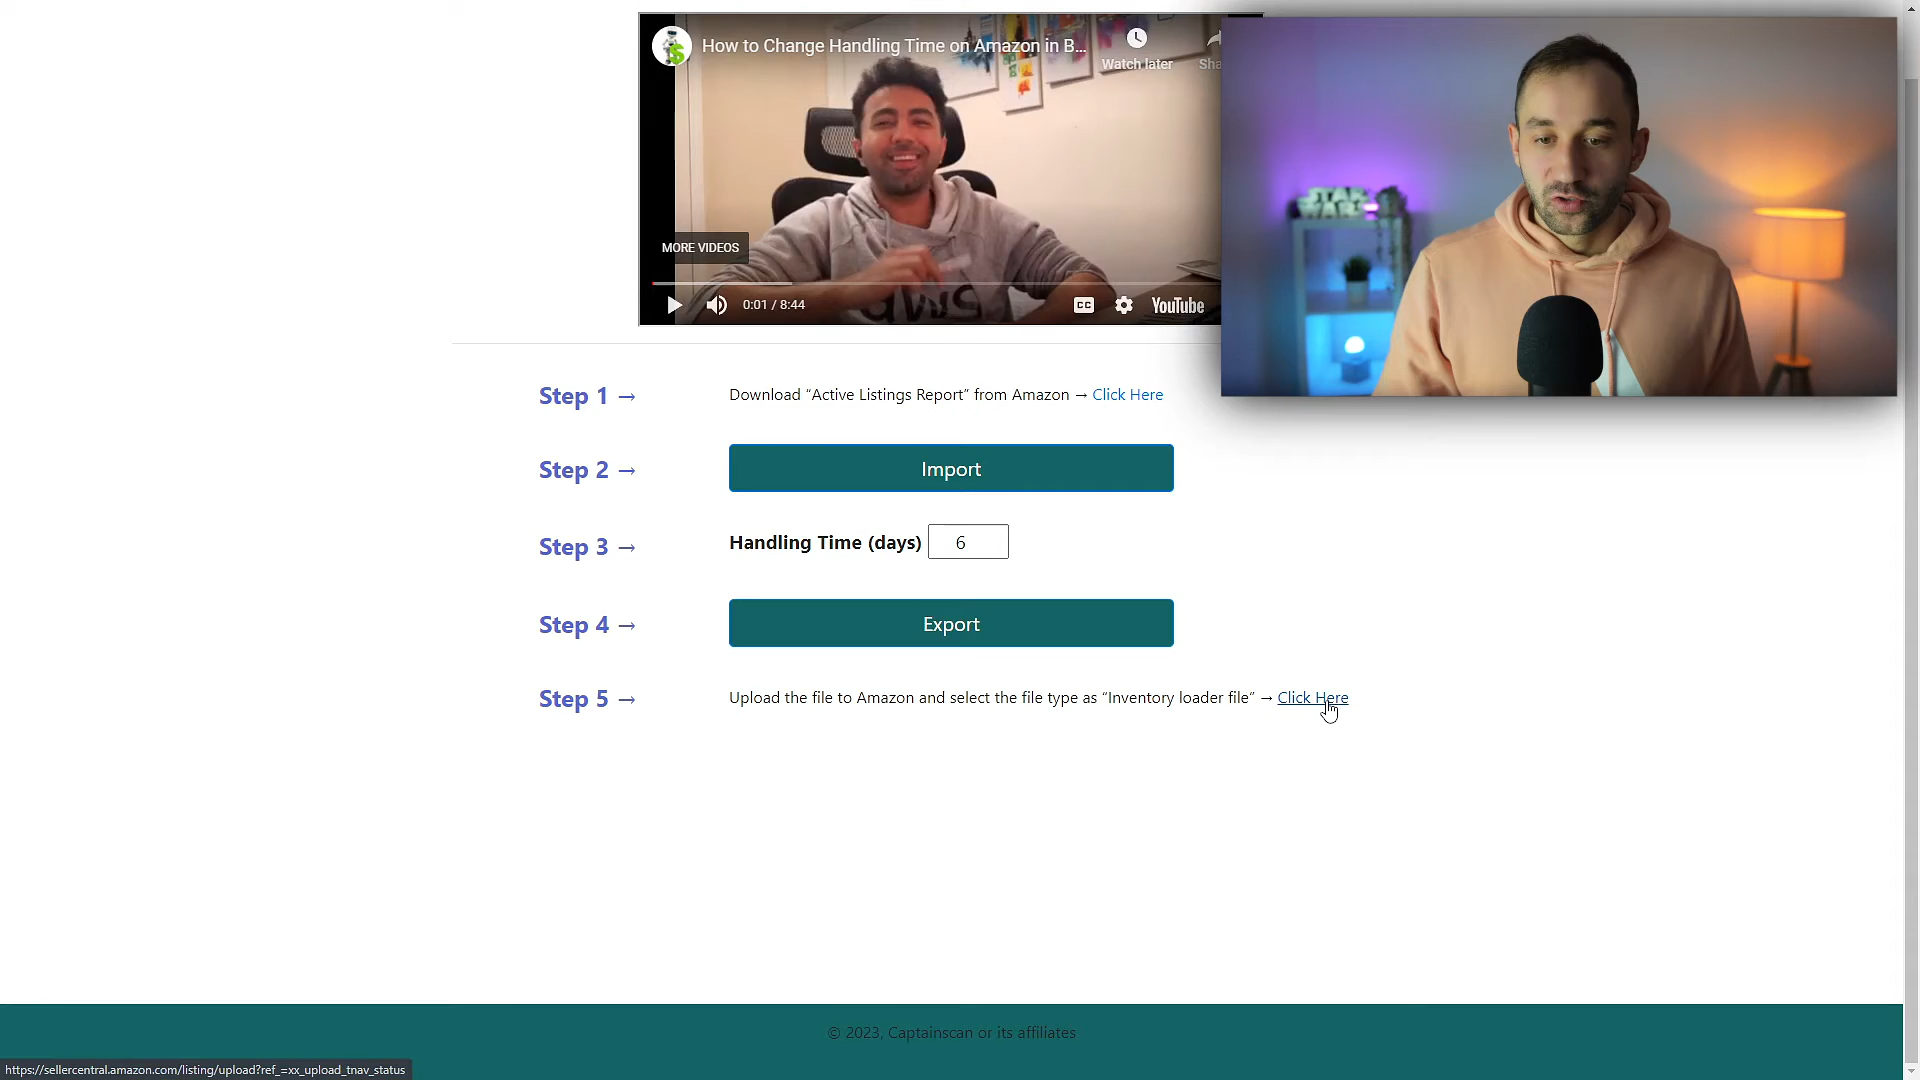 How to Change Handling Time on Amazon in B...
Watch later
Sha
STAR
WARS
MORE VIDEOS
0:01 / 8:44
CC
YouTube
Step 1 → Download “Active Listings Report” from Amazon → Click Here
Step 2 → Import
Step 3 → Handling Time (days) 6
Step 4 → Export
Step 5 → Upload the file to Amazon and select the file type as “Inventory loader file” → Click Here
© 2023, Captainscan or its affiliates
https://sellercentral.amazon.com/listing/upload?ref_=xx_upload_tnav_status